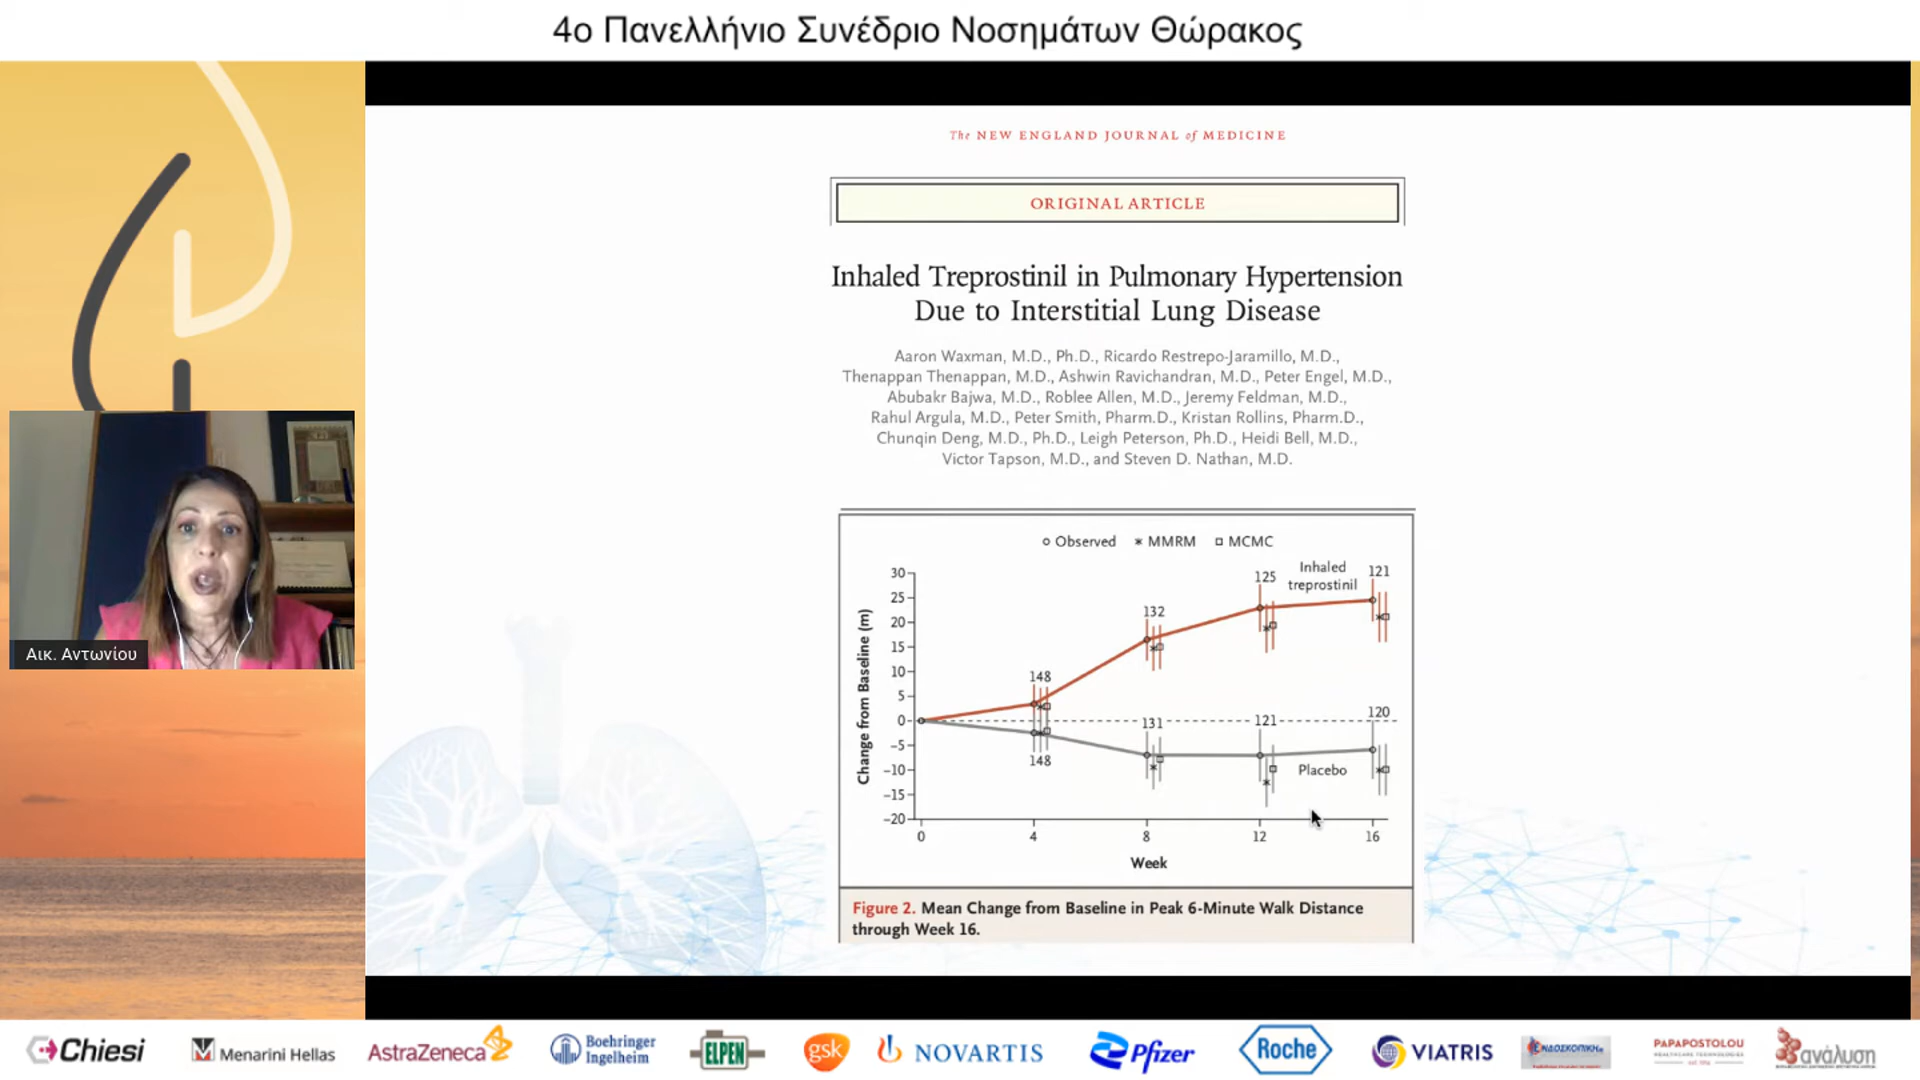 4ο Πανελλήνιο Συνέδριο Νοσημάτων Θώρακος
The NEW ENGLAND JOURNAL of MEDICINE
ORIGINAL ARTICLE
Inhaled Treprostinil in Pulmonary Hypertension
Due to Interstitial Lung Disease
Aaron Waxman, M.D., Ph.D., Ricardo Restrepo-Jaramillo, M.D.,
Thenappan Thenappan, M.D., Ashwin Ravichandran, M.D., Peter Engel, M.D.,
Abubakr Bajwa, M.D., Roblee Allen, M.D., Jeremy Feldman, M.D.,
Rahul Argula, M.D., Peter Smith, Pharm.D., Kristan Rollins, Pharm.D.,
Chunqin Deng, M.D., Ph.D., Leigh Peterson, Ph.D., Heidi Bell, M.D.,
Victor Tapson, M.D., and Steven D. Nathan, M.D.
Observed MMRM MCMC
Change from Baseline (m)
30
25
20
15
10
5
0
−5
−10
−15
−20
148
132
125
Inhaled
treprostinil
121
148
131
121
120
Placebo
0 4 8 12 16
Week
Figure 2. Mean Change from Baseline in Peak 6-Minute Walk Distance
through Week 16.
Αικ. Αντωνίου
Chiesi
Menarini Hellas
AstraZeneca
Boehringer
Ingelheim
ELPEN
gsk
NOVARTIS
Pfizer
Roche
VIATRIS
ΕΝΔΟΣΚΟΠΙΚΗ
PAPAPOSTOLOU
HEALTHCARE TECHNOLOGIES
ανάλυση